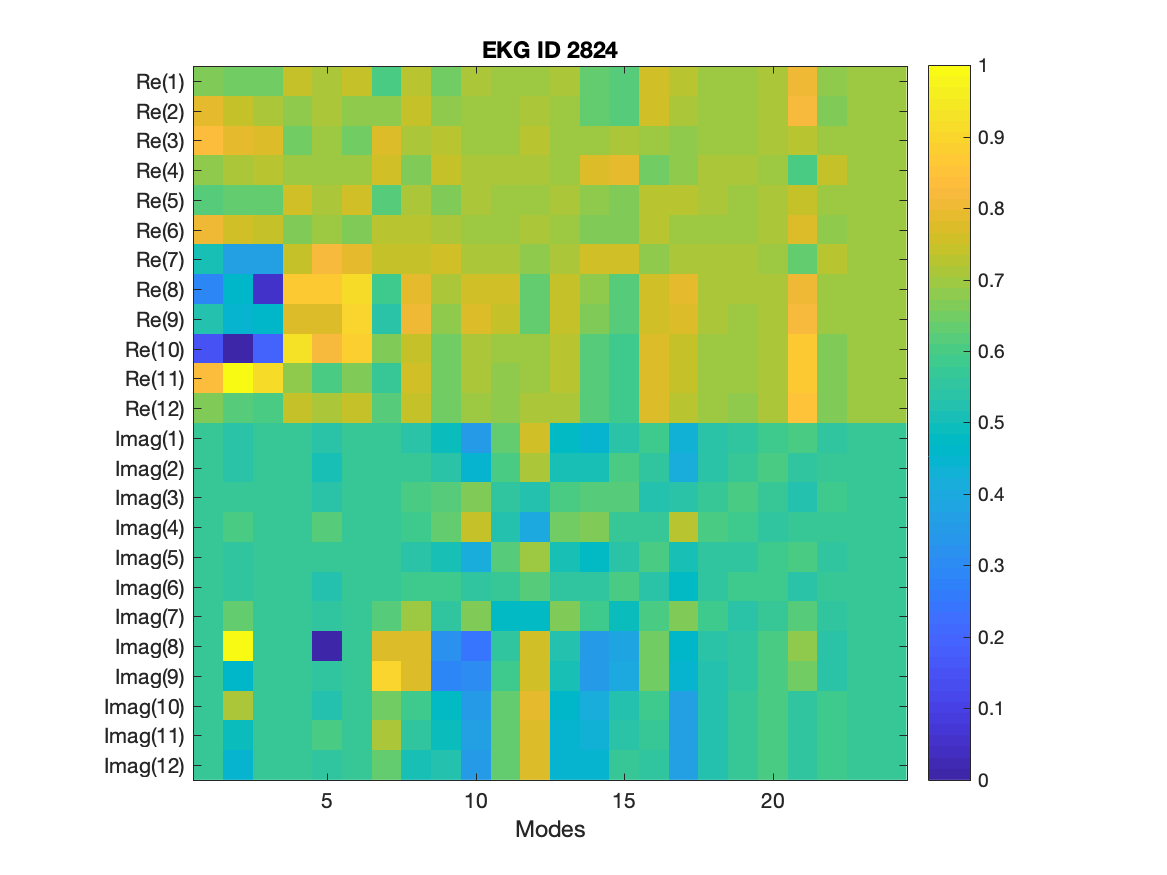 EKG ID 2824
Re(1)
Re(2)
Re(3)
Re(4)
Re(5)
Re(6)
Re(7)
Re(8)
Re(9)
Re(10)
Re(11)
Re(12)
Imag(1)
Imag(2)
Imag(3)
Imag(4)
Imag(5)
Imag(6)
Imag(7)
Imag(8)
Imag(9)
Imag(10)
Imag(11)
Imag(12)
5 10 15 20
Modes
1
0.9
0.8
0.7
0.6
0.5
0.4
0.3
0.2
0.1
0